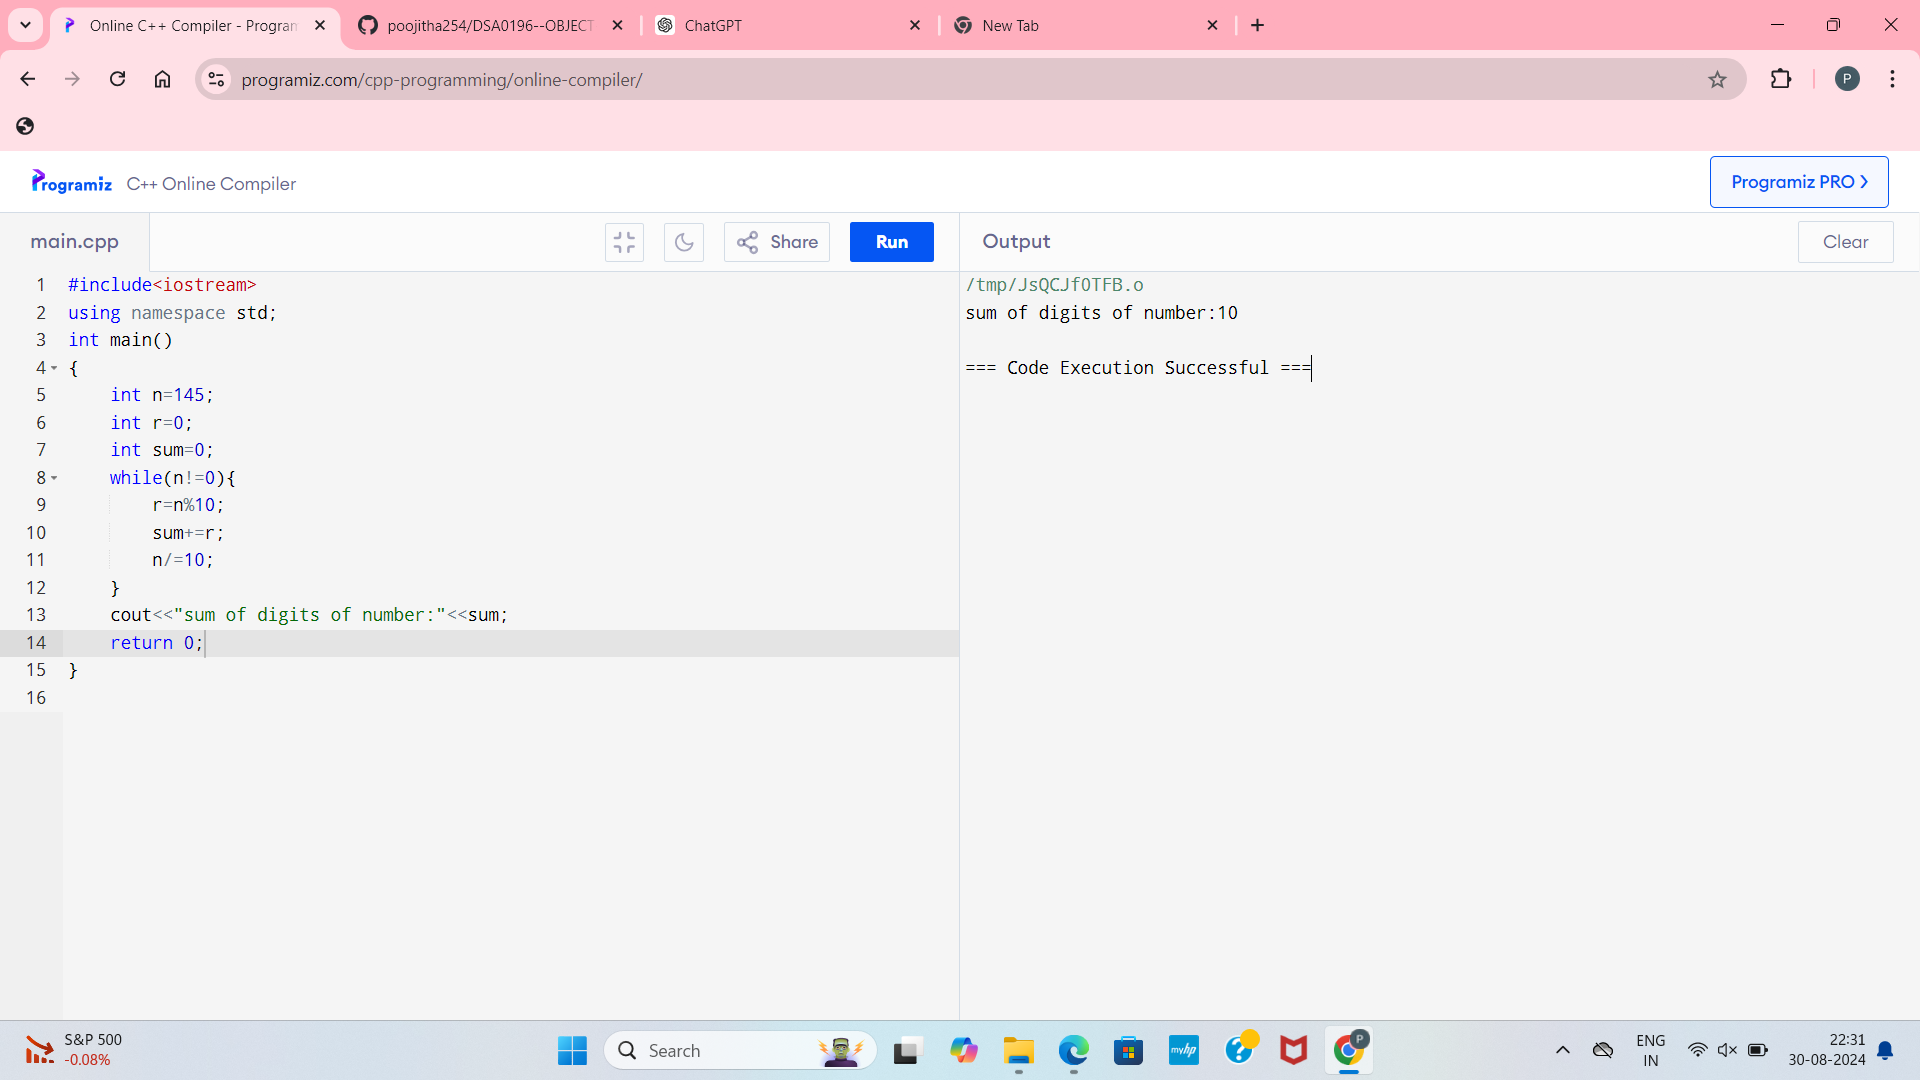 Online C++ Compiler - Program
poojitha254/DSA0196--OBJECT
ChatGPT
New Tab
programiz.com/cpp-programming/online-compiler/
P
Programiz C++ Online Compiler
Programiz PRO
main.cpp
Share
Run
Output
Clear
1 #include<iostream>
2 using namespace std;
3 int main()
4 {
5     int n=145;
6     int r=0;
7     int sum=0;
8     while(n!=0){
9         r=n%10;
10         sum+=r;
11         n/=10;
12     }
13     cout<<"sum of digits of number:"<<sum;
14     return 0;
15 }
16
/tmp/JsQCJf0TFB.o
sum of digits of number:10
=== Code Execution Successful ===
S&P 500
-0.08%
Search
myhp
P
ENG
IN
22:31
30-08-2024